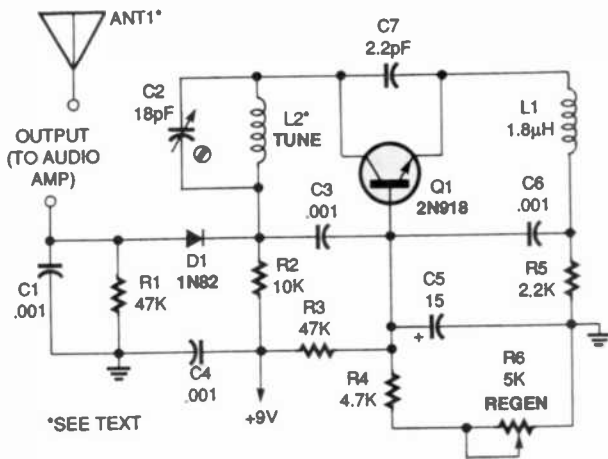 ANT1*
C7
2.2pF
C2
18pF
L2*
TUNE
L1
1.8µH
OUTPUT
(TO AUDIO
AMP)
Q1
2N918
C3
.001
C6
.001
D1
1N82
R1
47K
R2
10K
C1
.001
R3
47K
C5
15
+
R5
2.2K
C4
.001
R4
4.7K
R6
5K
REGEN
+9V
*SEE TEXT